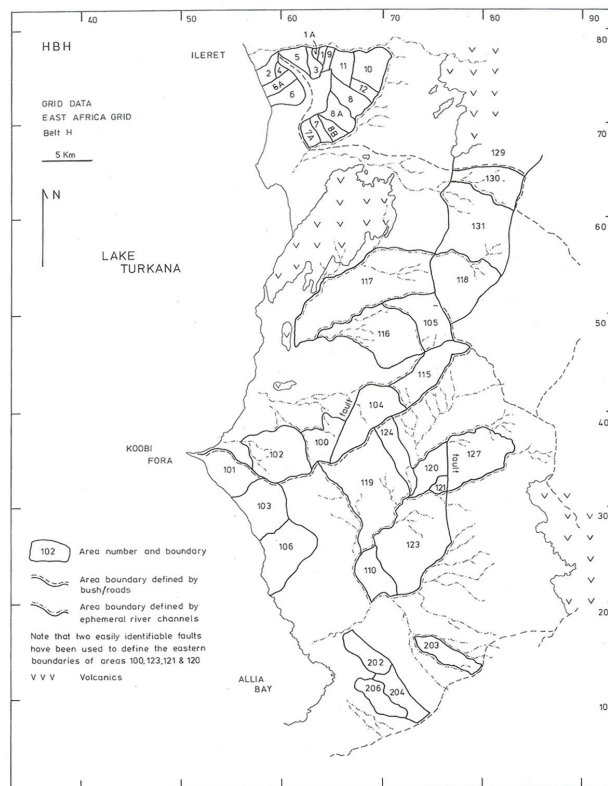 40 50 60 70 80 90
80
HBH
ILERET
1A
2 4 5 1 9 3 11 10
6A
12
6
8
GRID DATA
EAST AFRICA GRID
8A
Belt H
7
7A 8B
70
5 Km
129
130
N
60
131
LAKE
TURKANA
117
118
50
105
116
115
104
40
fault
124
100
KOOBI
FORA
102
101
fault
127
120
119
121
103
30
106
123
110
102 Area number and boundary
Area boundary defined by
bush/roads
Area boundary defined by
ephemeral river channels
20
Note that two easily identifiable faults
have been used to define the eastern
boundaries of areas 100,123,121 & 120
203
202
V V V Volcanics
ALLIA
BAY
206 204
10